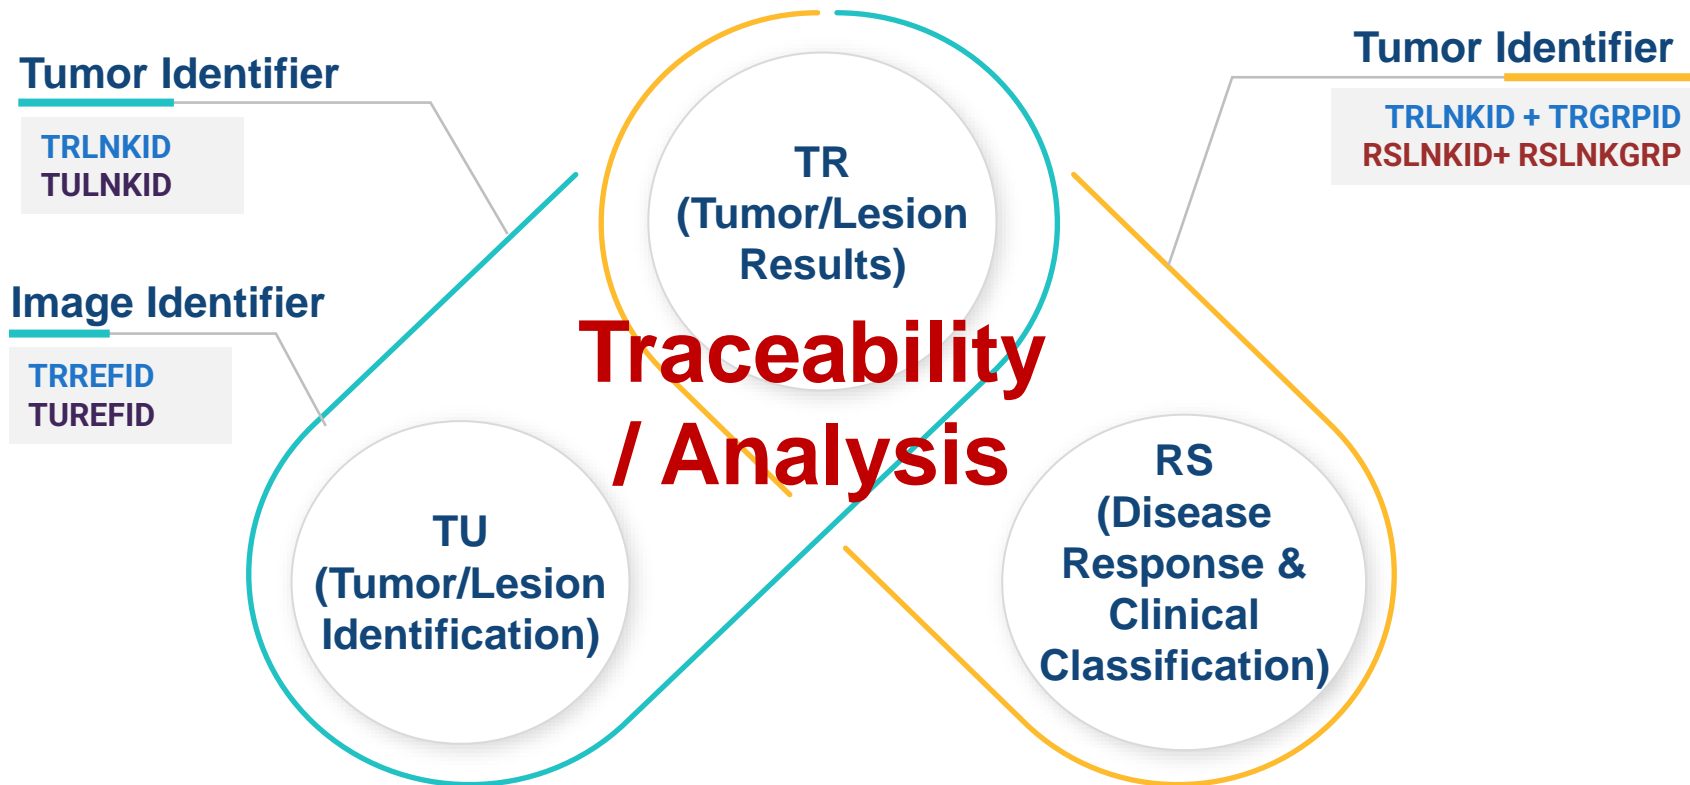 Tumor Identifier
TRLNKID
TULNKID
Image Identifier
TRREFID
TUREFID
Tumor Identifier
TRLNKID + TRGRPID
RSLNKID+ RSLNKGRP
TR
(Tumor/Lesion
Results)
Traceability
/ Analysis
TU
(Tumor/Lesion
Identification)
RS
(Disease
Response &
Clinical
Classification)